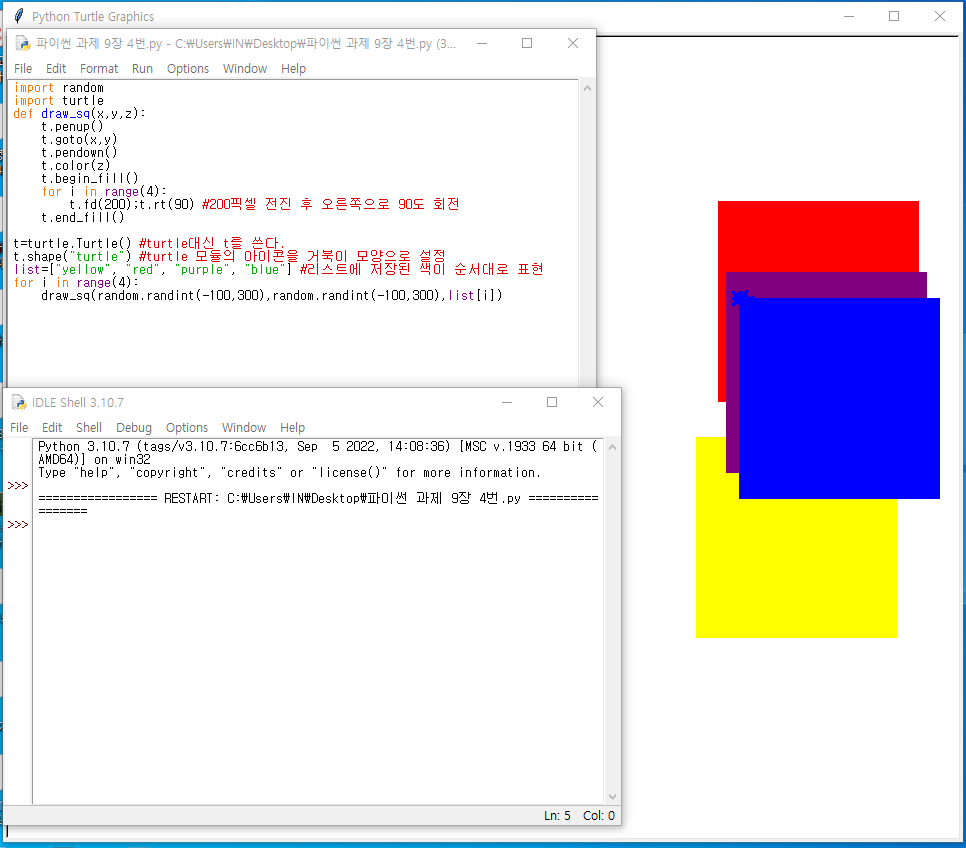 Python Turtle Graphics
파이썬 과제 9장 4번.py - C:\Users\IN\Desktop\파이썬 과제 9장 4번.py (3...
File Edit Format Run Options Window Help
import random
import turtle
def draw_sq(x,y,z):
    t.penup()
    t.goto(x,y)
    t.pendown()
    t.color(z)
    t.begin_fill()
    for i in range(4):
        t.fd(200);t.rt(90) #200픽셀 전진 후 오른쪽으로 90도 회전
    t.end_fill()
t=turtle.Turtle() #turtle대신 t를 쓴다.
t.shape("turtle") #turtle 모듈의 아이콘을 거북이 모양으로 설정
list=["yellow", "red", "purple", "blue"] #리스트에 저장된 색이 순서대로 표현
for i in range(4):
    draw_sq(random.randint(-100,300),random.randint(-100,300),list[i])
IDLE Shell 3.10.7
File Edit Shell Debug Options Window Help
Python 3.10.7 (tags/v3.10.7:6cc6b13, Sep  5 2022, 14:08:36) [MSC v.1933 64 bit (
AMD64)] on win32
Type "help", "copyright", "credits" or "license()" for more information.
>>>
================= RESTART: C:\Users\IN\Desktop\파이썬 과제 9장 4번.py ==========
=======
>>>
Ln: 5 Col: 0